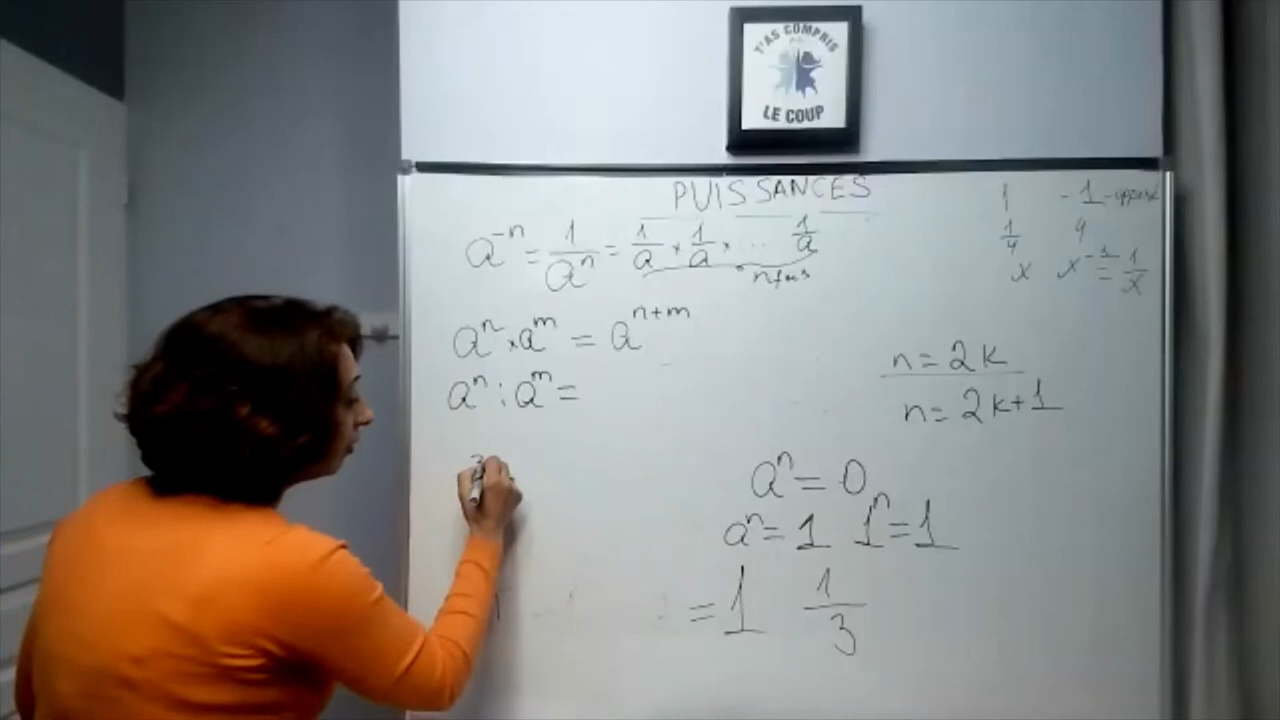 T'AS COMPRIS
LE COUP
PUISSANCES
a⁻ⁿ = 1/aⁿ = 1/a × 1/a × ... 1/a
n fois
aⁿ × aᵐ = aⁿ⁺ᵐ
aⁿ : aᵐ =
1 -1 - opposé
1/4 4
x x⁻¹ = 1/x
n = 2k
n = 2k+1
aⁿ = 0
aⁿ = 1 1ⁿ = 1
= 1 1/3